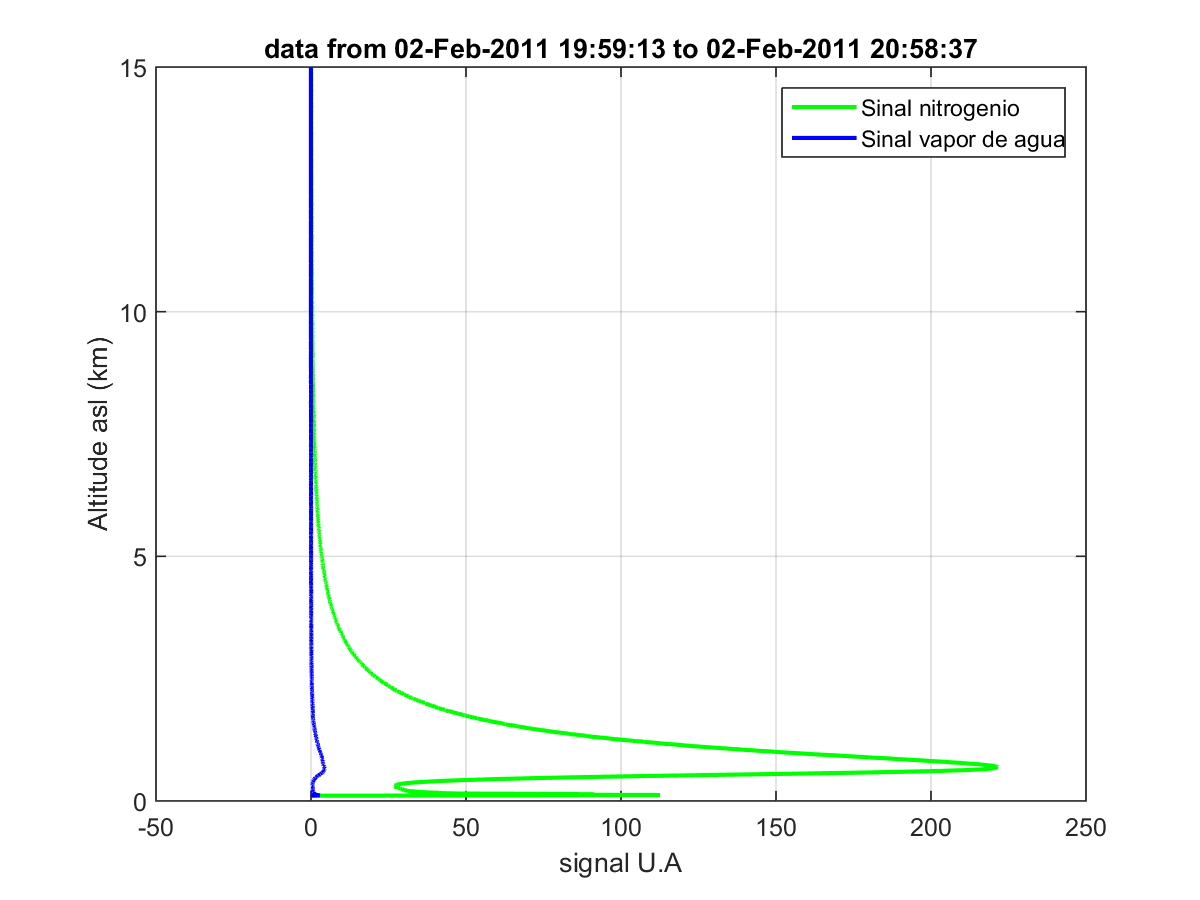 data from 02-Feb-2011 19:59:13 to 02-Feb-2011 20:58:37
Sinal nitrogenio
Sinal vapor de agua
15
10
5
0
Altitude asl (km)
-50 0 50 100 150 200 250
signal U.A